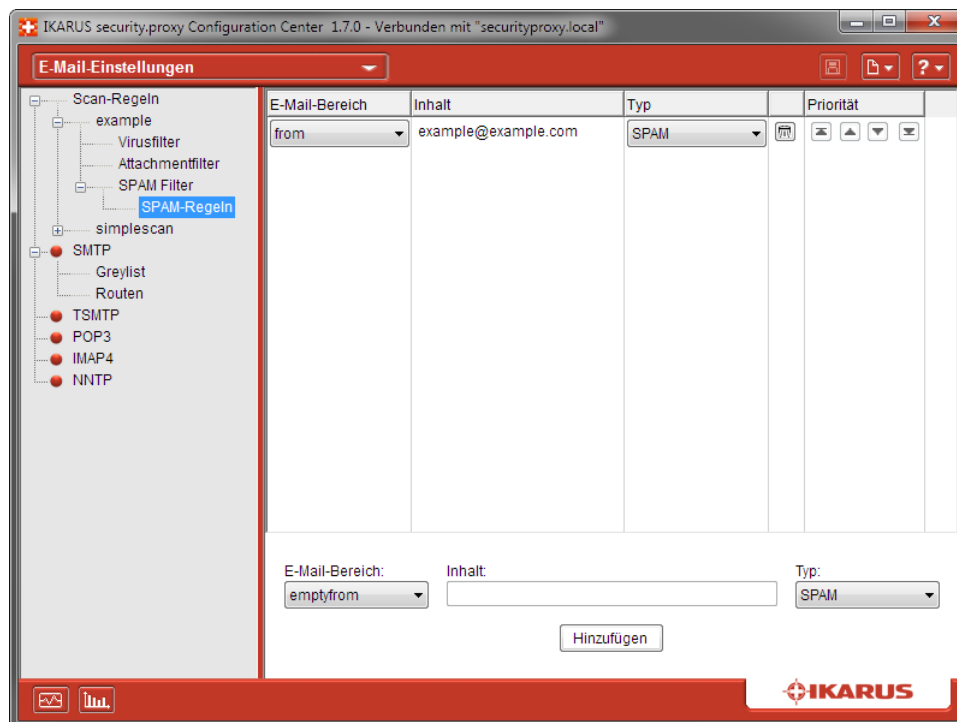 IKARUS security.proxy Configuration Center 1.7.0 - Verbunden mit "securityproxy.local"
E-Mail-Einstellungen
?
Scan-Regeln
example
Virusfilter
Attachmentfilter
SPAM Filter
SPAM-Regeln
simplescan
SMTP
Greylist
Routen
TSMTP
POP3
IMAP4
NNTP
E-Mail-Bereich Inhalt Typ Priorität
from example@example.com SPAM
E-Mail-Bereich: Inhalt: Typ:
emptyfrom SPAM
Hinzufügen
IKARUS